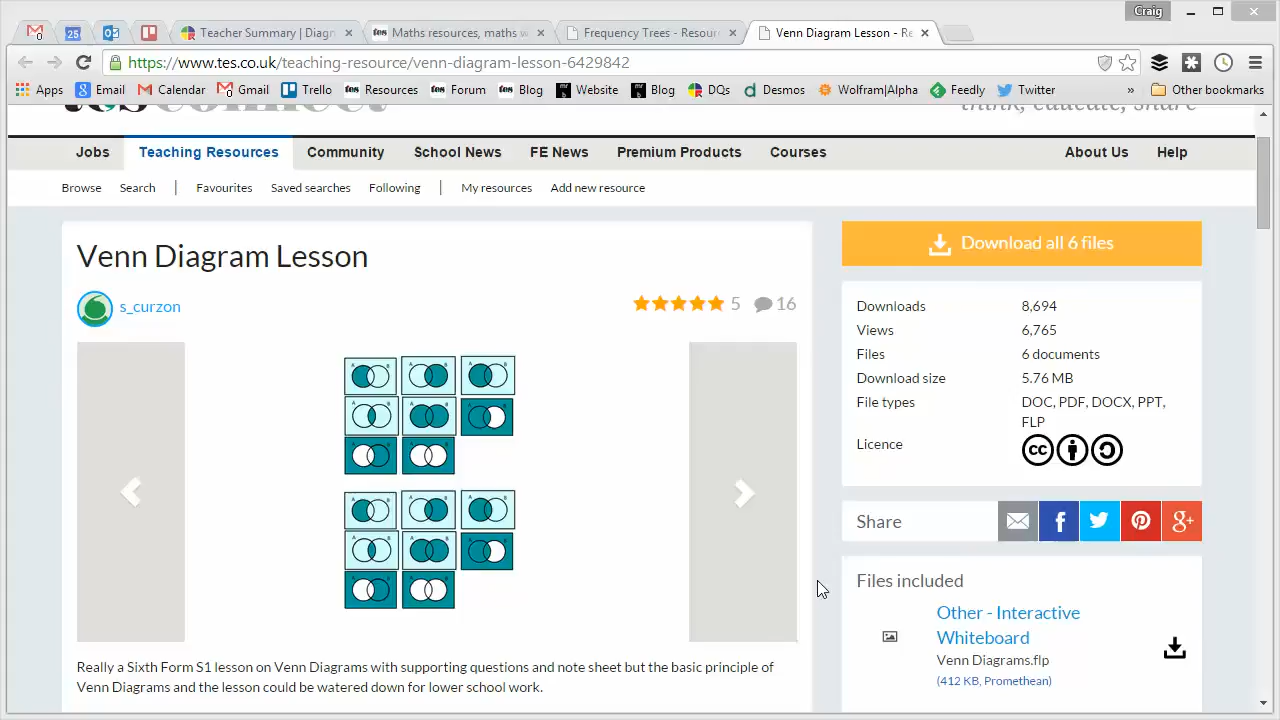 Craig
Teacher Summary | Diagn
Maths resources, maths w
Frequency Trees - Resour
Venn Diagram Lesson - Re
https://www.tes.co.uk/teaching-resource/venn-diagram-lesson-6429842
Apps Email Calendar Gmail Trello Resources Forum Blog Website Blog DQs Desmos Wolfram|Alpha Feedly Twitter » Other bookmarks
tes connect think, educate, share
Jobs Teaching Resources Community School News FE News Premium Products Courses About Us Help
Browse Search | Favourites Saved searches Following | My resources Add new resource
Venn Diagram Lesson
s_curzon
5 16
Really a Sixth Form S1 lesson on Venn Diagrams with supporting questions and note sheet but the basic principle of
Venn Diagrams and the lesson could be watered down for lower school work.
Download all 6 files
Downloads 8,694
Views 6,765
Files 6 documents
Download size 5.76 MB
File types DOC, PDF, DOCX, PPT,
FLP
Licence
Share
Files included
Other - Interactive
Whiteboard
Venn Diagrams.flp
(412 KB, Promethean)